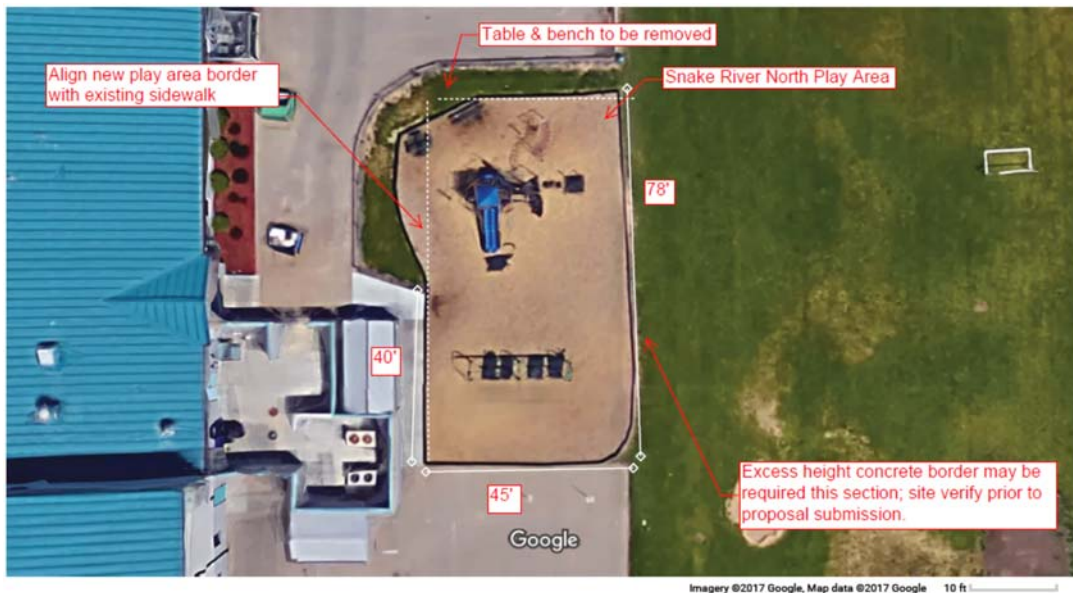 Table & bench to be removed
Align new play area border
with existing sidewalk
Snake River North Play Area
78'
40'
45'
Excess height concrete border may be
required this section; site verify prior to
proposal submission.
Google
Imagery ©2017 Google, Map data ©2017 Google 10 ft